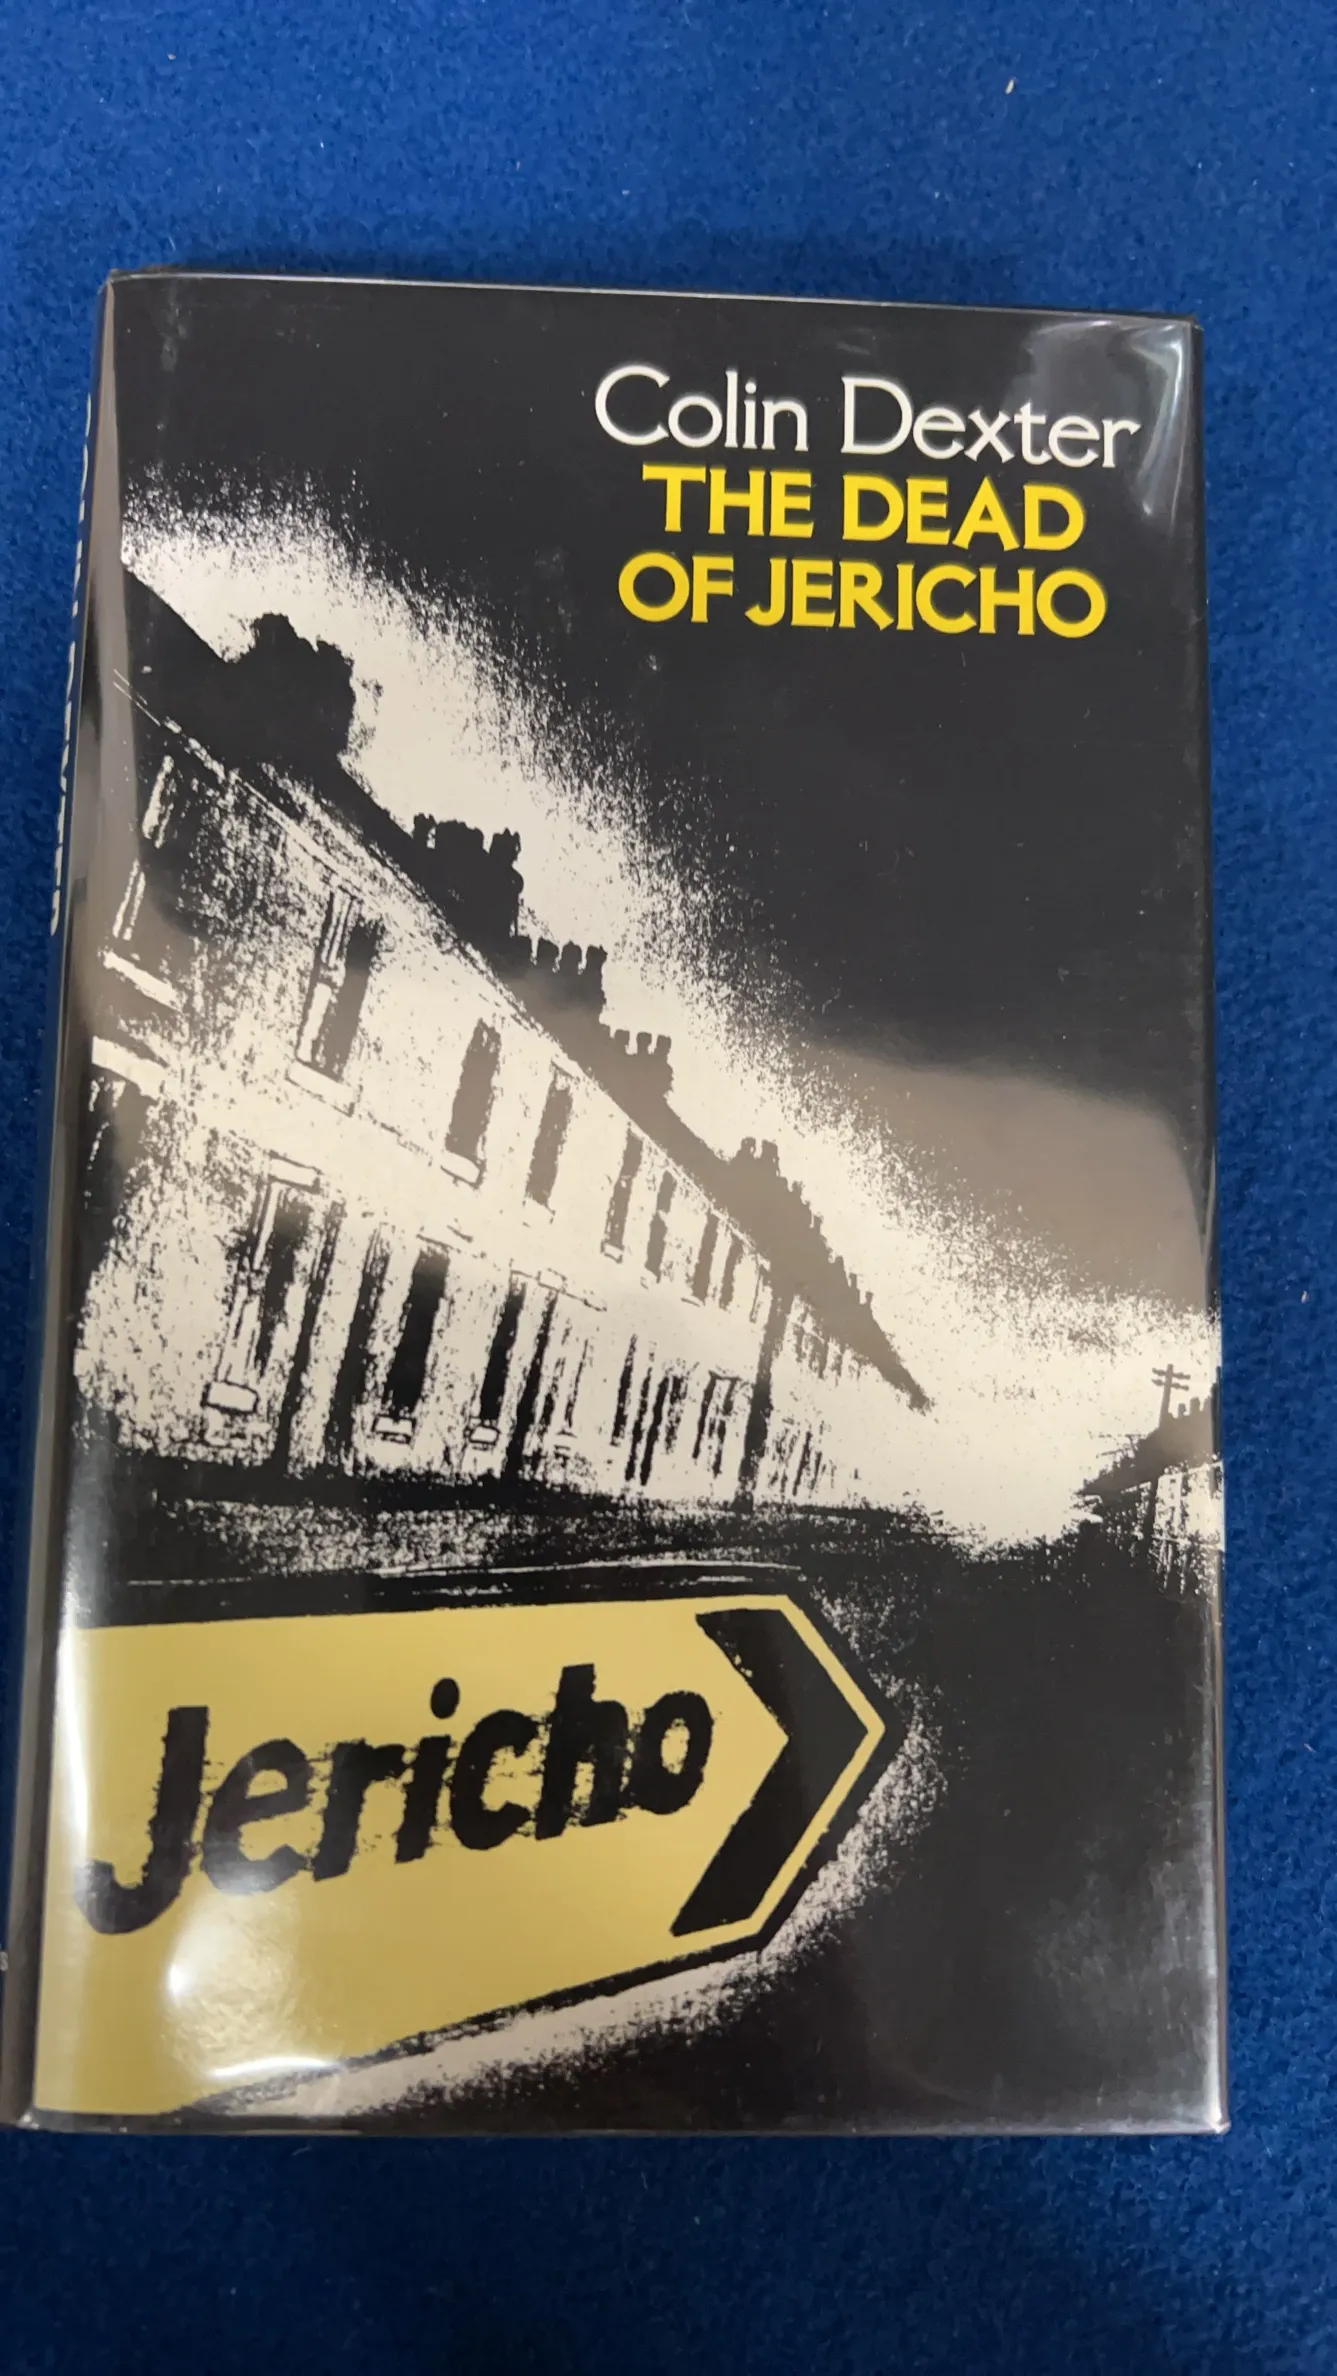 Colin Dexter
THE DEAD
OF JERICHO
Jericho